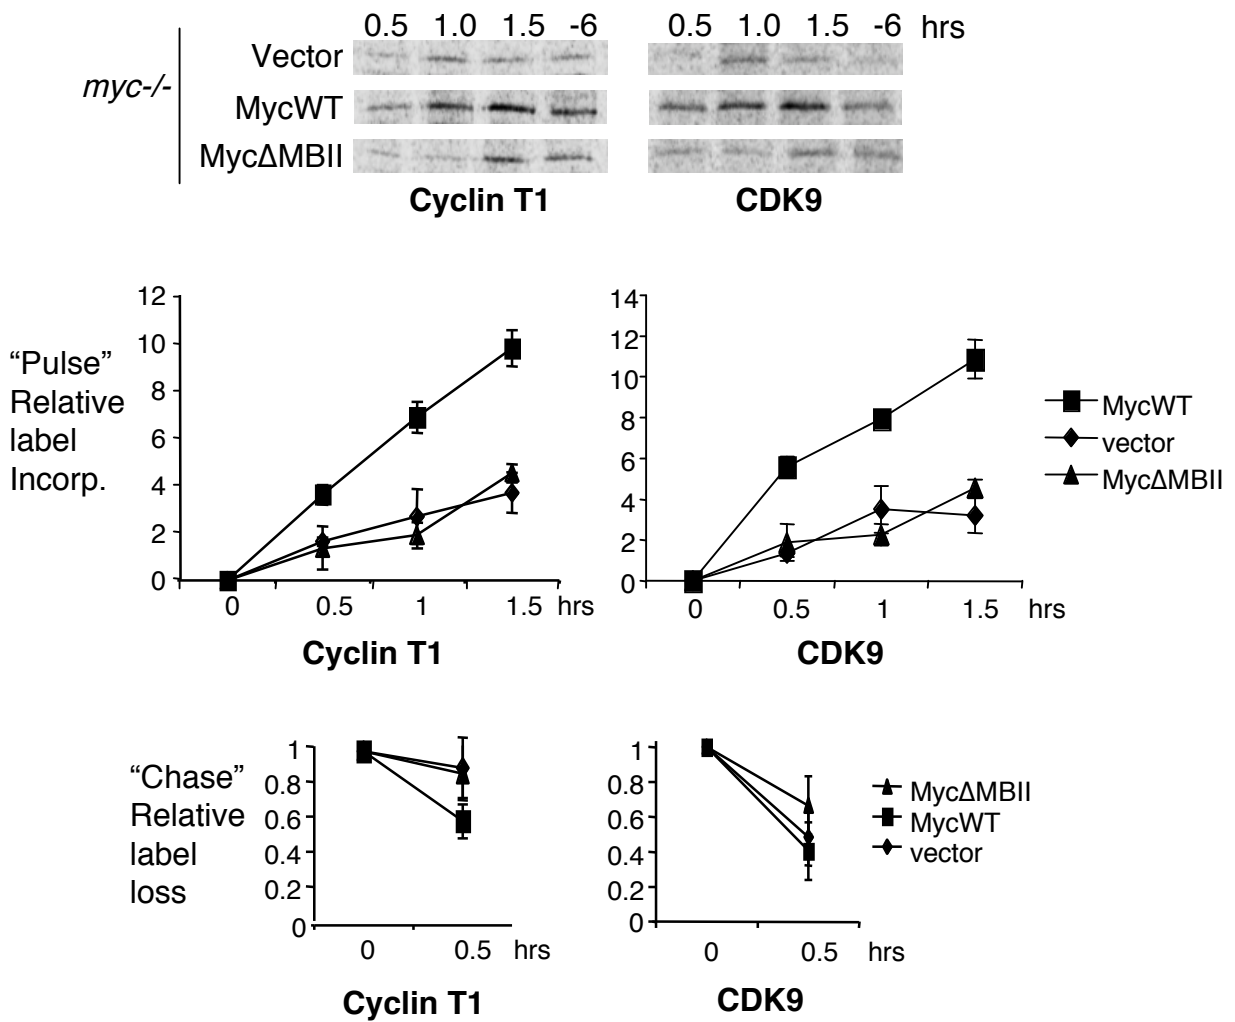 0.5 1.0 1.5 -6 hrs 0.5 1.0 1.5 -6 hrs
myc-/-
Vector
MycWT
MycΔMBII
Cyclin T1 CDK9
“Pulse”
Relative
label
Incorp.
12
10
8
6
4
2
0
0 0.5 1 1.5 hrs
Cyclin T1
14
12
10
8
6
4
2
0
0 0.5 1 1.5 hrs
CDK9
MycWT
vector
MycΔMBII
“Chase”
Relative
label
loss
1
0.8
0.6
0.4
0.2
0
0 0.5 hrs
Cyclin T1
1
0.8
0.6
0.4
0.2
0
0 0.5 hrs
CDK9
MycΔMBII
MycWT
vector